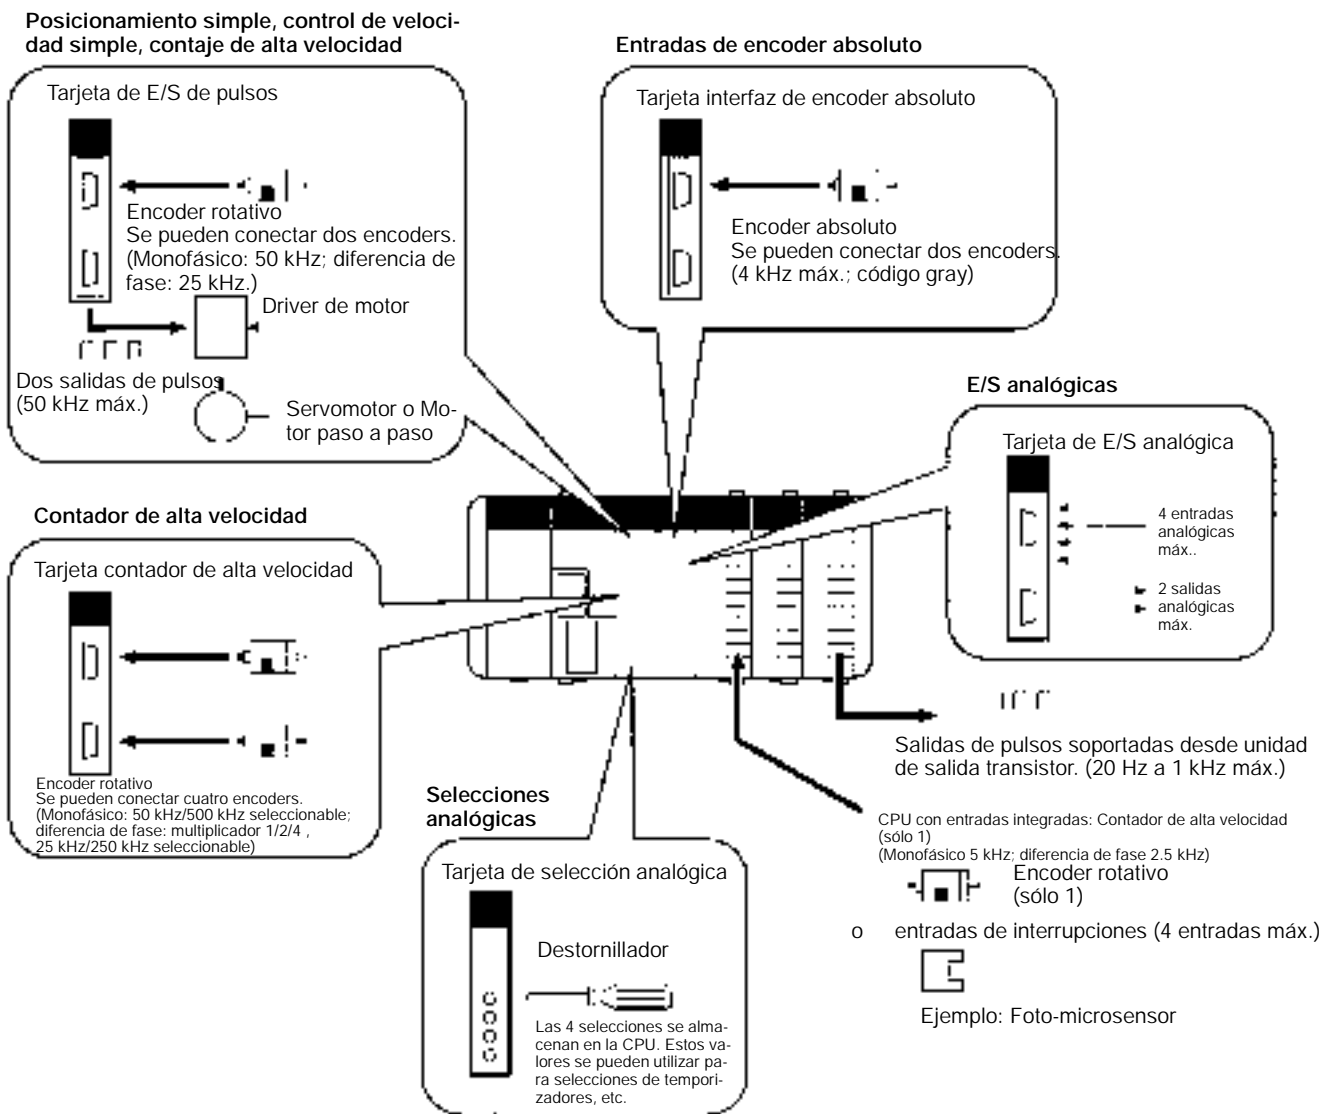 Posicionamiento simple, control de veloci-
dad simple, contaje de alta velocidad
Tarjeta de E/S de pulsos
Encoder rotativo
Se pueden conectar dos encoders.
(Monofásico: 50 kHz; diferencia de
fase: 25 kHz.)
Driver de motor
Dos salidas de pulsos
(50 kHz máx.)
Servomotor o Mo-
tor paso a paso
Entradas de encoder absoluto
Tarjeta interfaz de encoder absoluto
Encoder absoluto
Se pueden conectar dos encoders.
(4 kHz máx.; código gray)
E/S analógicas
Tarjeta de E/S analógica
4 entradas
analógicas
máx..
2 salidas
analógicas
máx.
Contador de alta velocidad
Tarjeta contador de alta velocidad
Encoder rotativo
Se pueden conectar cuatro encoders.
(Monofásico: 50 kHz/500 kHz seleccionable;
diferencia de fase: multiplicador 1/2/4 ,
25 kHz/250 kHz seleccionable)
Selecciones
analógicas
Tarjeta de selección analógica
Destornillador
Las 4 selecciones se alma-
cenan en la CPU. Estos va-
lores se pueden utilizar pa-
ra selecciones de tempori-
zadores, etc.
Salidas de pulsos soportadas desde unidad
de salida transistor. (20 Hz a 1 kHz máx.)
CPU con entradas integradas: Contador de alta velocidad
(sólo 1)
(Monofásico 5 kHz; diferencia de fase 2.5 kHz)
Encoder rotativo
(sólo 1)
o entradas de interrupciones (4 entradas máx.)
Ejemplo: Foto-microsensor